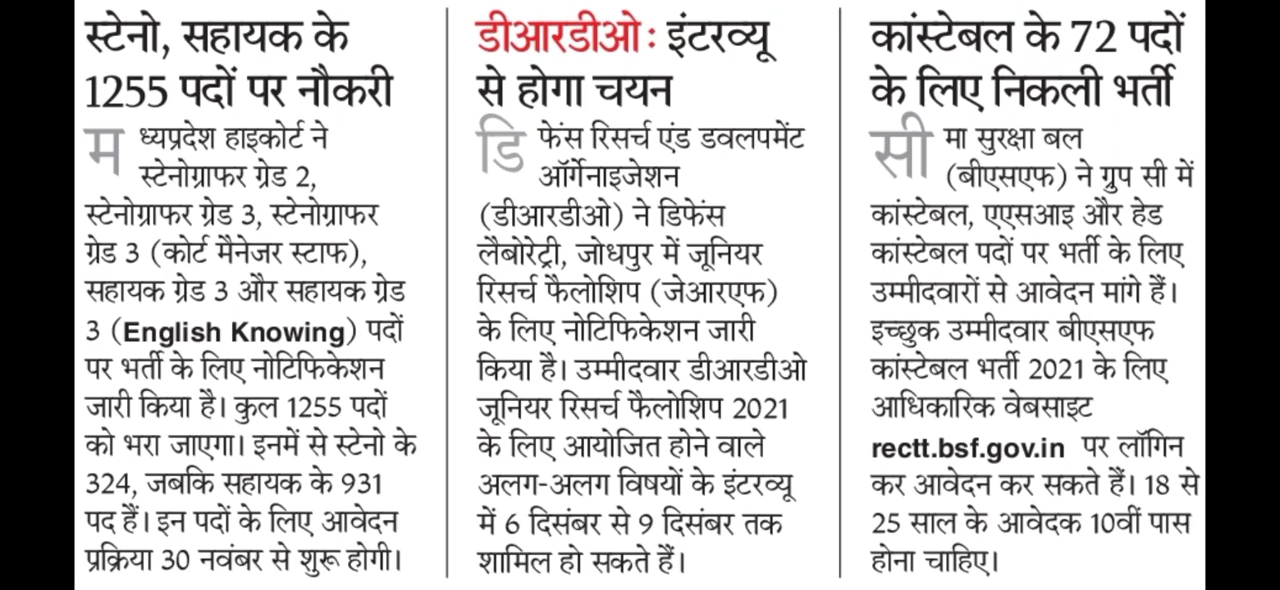 स्टेनो, सहायक के
1255 पदों पर नौकरी
मध्यप्रदेश हाइकोर्ट ने
स्टेनोग्राफर ग्रेड 2,
स्टेनोग्राफर ग्रेड 3, स्टेनोग्राफर
ग्रेड 3 (कोर्ट मैनेजर स्टाफ),
सहायक ग्रेड 3 और सहायक ग्रेड
3 (English Knowing) पदों
पर भर्ती के लिए नोटिफिकेशन
जारी किया है। कुल 1255 पदों
को भरा जाएगा। इनमें से स्टेनो के
324, जबकि सहायक के 931
पद हैं। इन पदों के लिए आवेदन
प्रक्रिया 30 नवंबर से शुरू होगी।
डीआरडीओ: इंटरव्यू
से होगा चयन
डिफेंस रिसर्च एंड डवलपमेंट
ऑर्गेनाइजेशन
(डीआरडीओ) ने डिफेंस
लैबोरेट्री, जोधपुर में जूनियर
रिसर्च फैलोशिप (जेआरएफ)
के लिए नोटिफिकेशन जारी
किया है। उम्मीदवार डीआरडीओ
जूनियर रिसर्च फैलोशिप 2021
के लिए आयोजित होने वाले
अलग-अलग विषयों के इंटरव्यू
में 6 दिसंबर से 9 दिसंबर तक
शामिल हो सकते हैं।
कांस्टेबल के 72 पदों
के लिए निकली भर्ती
सीमा सुरक्षा बल
(बीएसएफ) ने ग्रुप सी में
कांस्टेबल, एएसआइ और हेड
कांस्टेबल पदों पर भर्ती के लिए
उम्मीदवारों से आवेदन मांगे हैं।
इच्छुक उम्मीदवार बीएसएफ
कांस्टेबल भर्ती 2021 के लिए
आधिकारिक वेबसाइट
rectt.bsf.gov.in पर लॉगिन
कर आवेदन कर सकते हैं। 18 से
25 साल के आवेदक 10वीं पास
होना चाहिए।